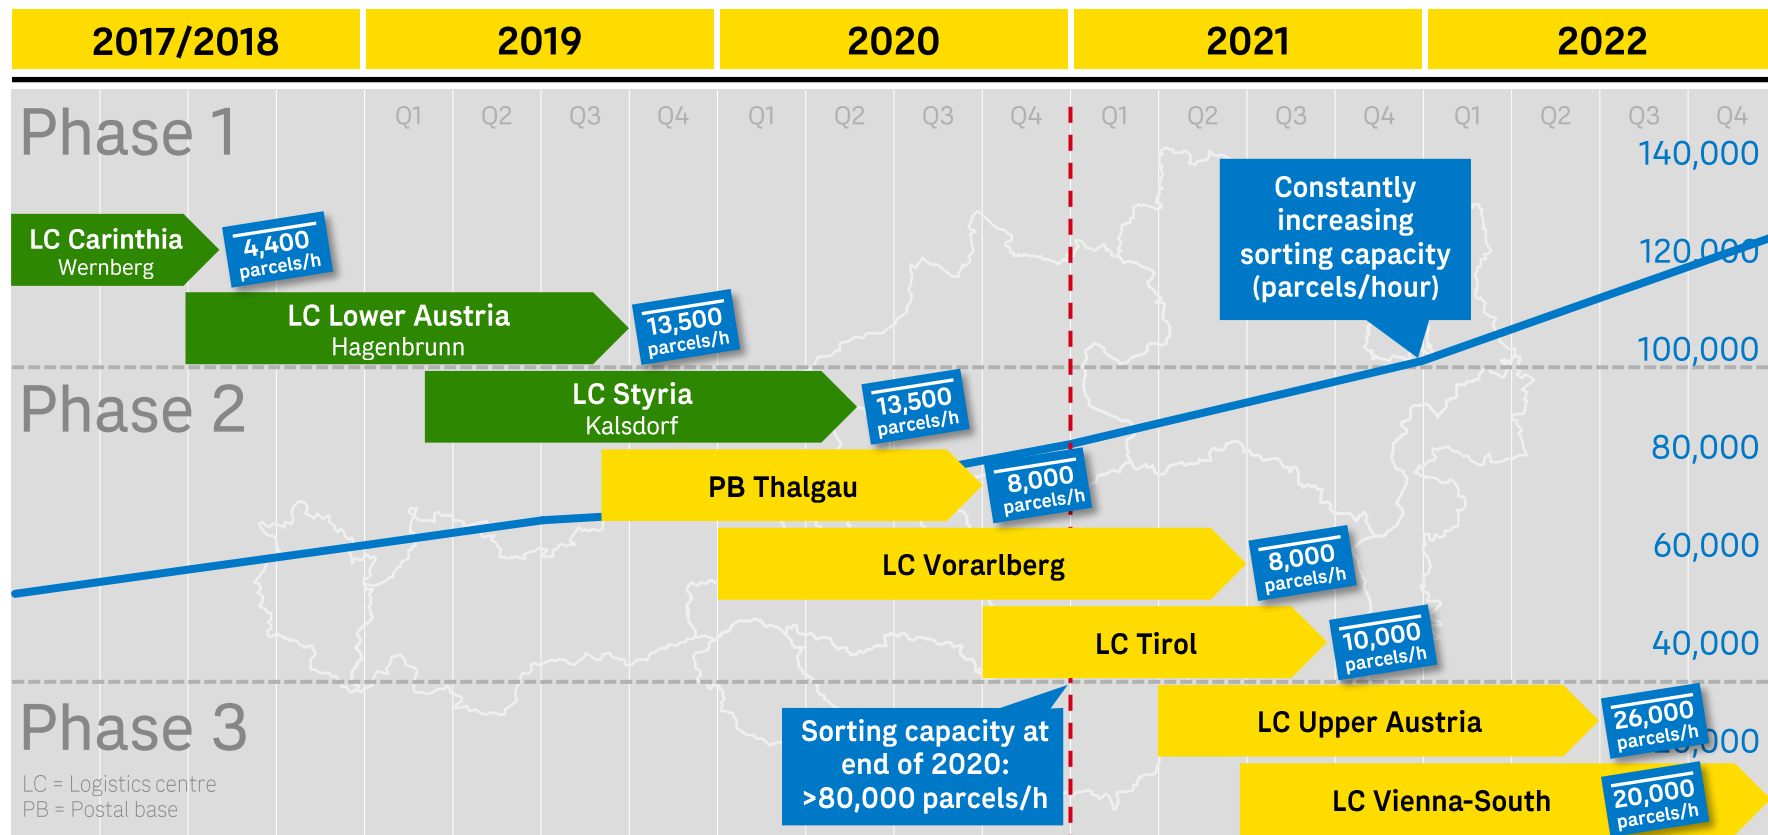 2017/2018 2019 2020 2021 2022
Phase 1
Q1 Q2 Q3 Q4 Q1 Q2 Q3 Q4 Q1 Q2 Q3 Q4 Q1 Q2 Q3 Q4
140,000
Constantly
increasing
sorting capacity
(parcels/hour)
LC Carinthia
Wernberg
4,400
parcels/h
120,000
LC Lower Austria
Hagenbrunn
13,500
parcels/h
100,000
Phase 2
LC Styria
Kalsdorf
13,500
parcels/h
80,000
PB Thalgau
8,000
parcels/h
LC Vorarlberg
8,000
parcels/h
60,000
LC Tirol
10,000
parcels/h
40,000
Phase 3
LC = Logistics centre
PB = Postal base
Sorting capacity at
end of 2020:
>80,000 parcels/h
LC Upper Austria
26,000
parcels/h
20,000
LC Vienna-South
20,000
parcels/h